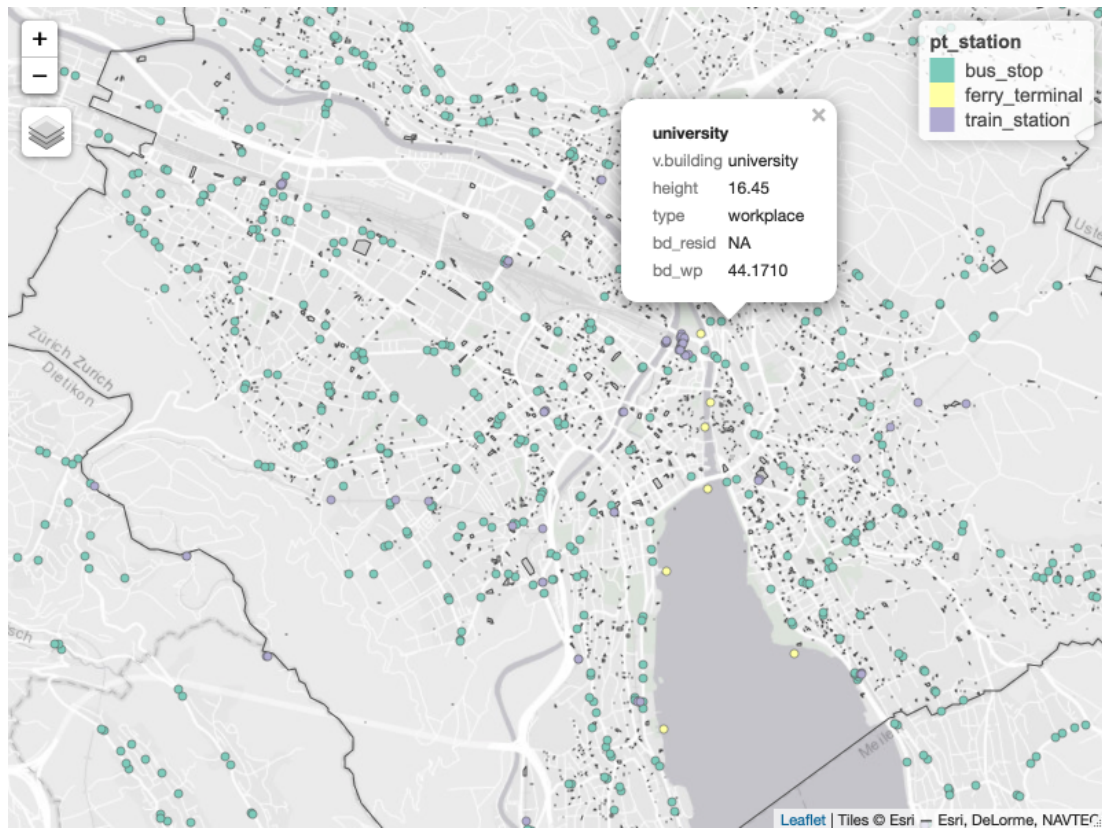 +
−
pt_station
bus_stop
ferry_terminal
train_station
×
university
v.building university
height 16.45
type workplace
bd_resid NA
bd_wp 44.1710
Zürich Zurich
Dietikon
Leaflet | Tiles © Esri — Esri, DeLorme, NAVTEQ